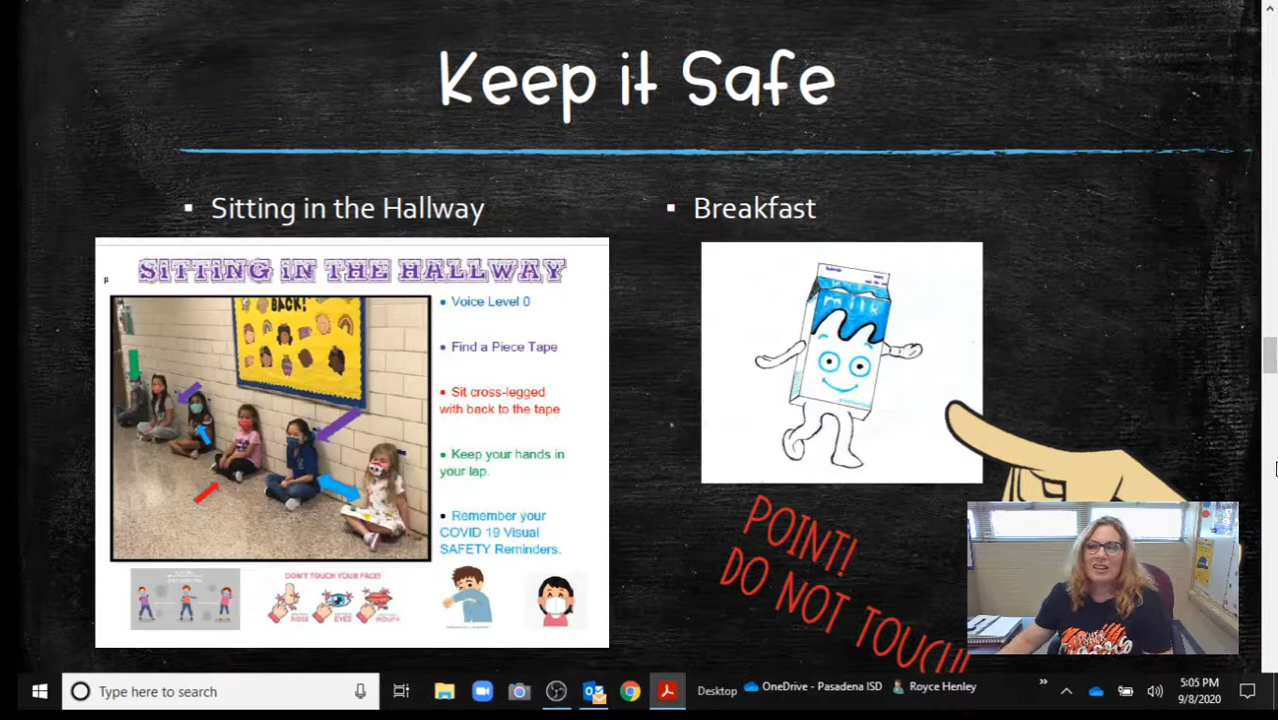 Keep it Safe
▪ Sitting in the Hallway
▪ Breakfast
SITTING IN THE HALLWAY
BACK!
• Voice Level 0
• Find a Piece Tape
• Sit cross-legged
with back to the tape
• Keep your hands in
your lap.
• Remember your
COVID 19 Visual
SAFETY Reminders.
DON'T TOUCH YOUR FACE!
NOSE
EYES
MOUTH
milk
POINT!
DO NOT TOUCH!
Type here to search
Desktop
OneDrive - Pasadena ISD
Royce Henley
5:05 PM
9/8/2020